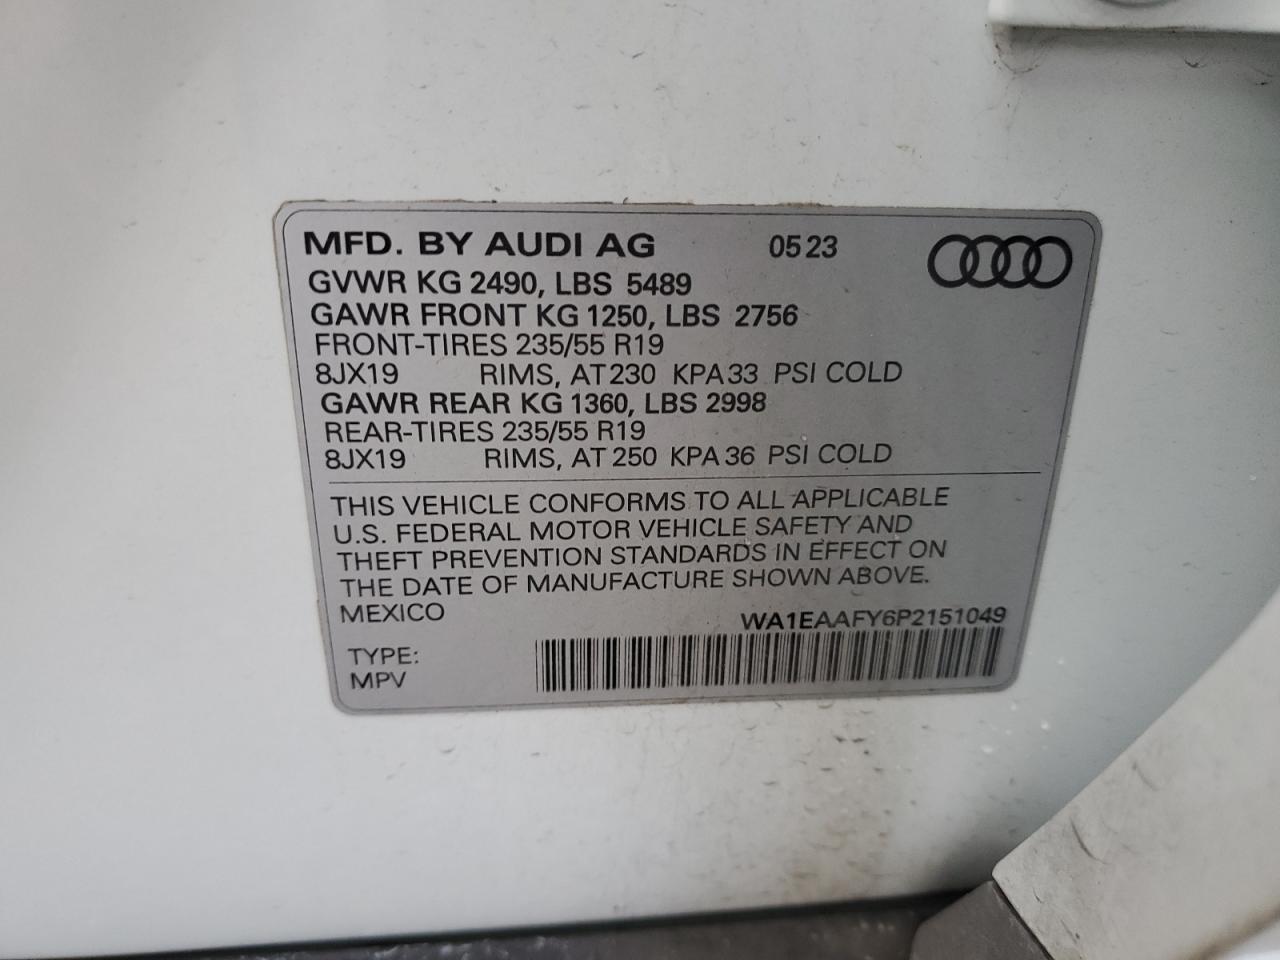 MFD. BY AUDI AG 05 23
GVWR KG 2490, LBS 5489
GAWR FRONT KG 1250, LBS 2756
FRONT-TIRES 235/55 R19
8JX19 RIMS, AT 230 KPA 33 PSI COLD
GAWR REAR KG 1360, LBS 2998
REAR-TIRES 235/55 R19
8JX19 RIMS, AT 250 KPA 36 PSI COLD
THIS VEHICLE CONFORMS TO ALL APPLICABLE
U.S. FEDERAL MOTOR VEHICLE SAFETY AND
THEFT PREVENTION STANDARDS IN EFFECT ON
THE DATE OF MANUFACTURE SHOWN ABOVE.
MEXICO WA1EAAFY6P2151049
TYPE:
MPV